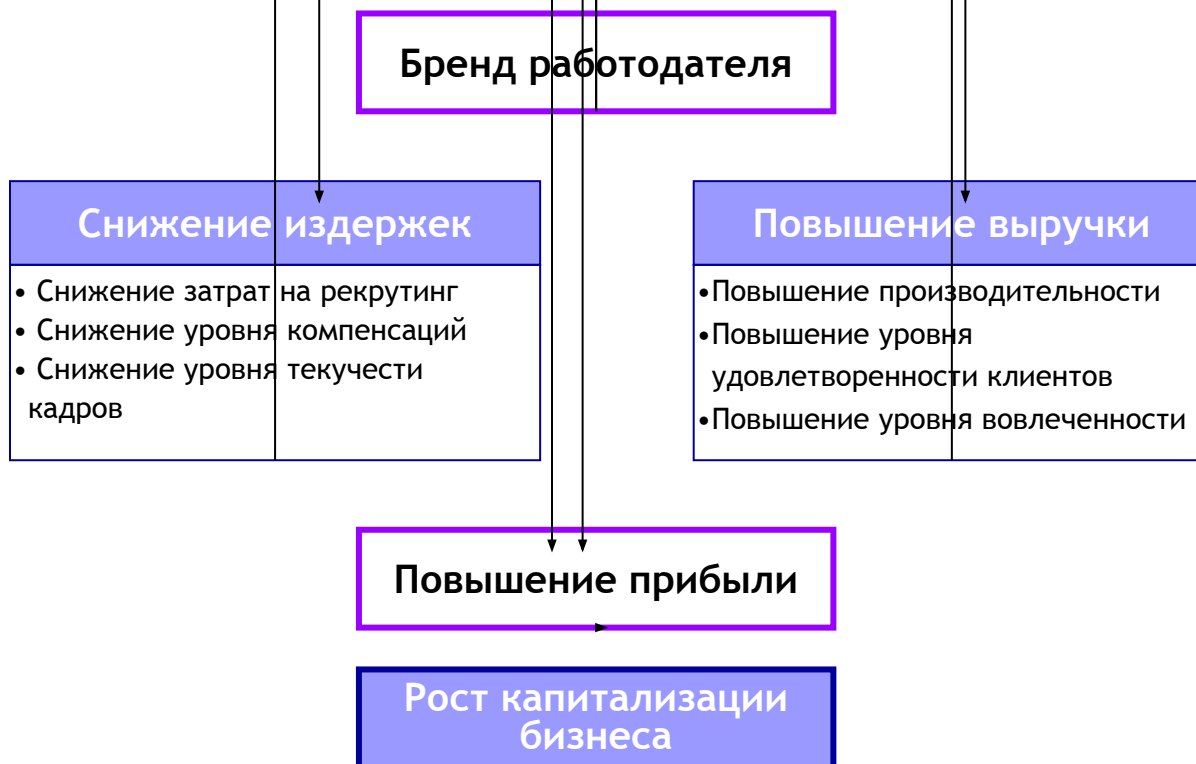 Бренд работодателя
Снижение издержек
• Снижение затрат на рекрутинг
• Снижение уровня компенсаций
• Снижение уровня текучести
кадров
Повышение выручки
•Повышение производительности
•Повышение уровня
удовлетворенности клиентов
•Повышение уровня вовлеченности
Повышение прибыли
Рост капитализации
бизнеса